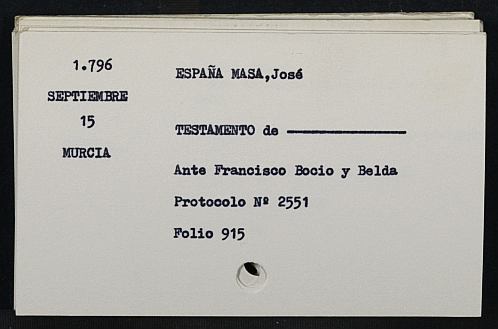 1.796
SEPTIEMBRE
15
MURCIA
ESPAÑA MASA,José
TESTAMENTO de ——————————
Ante Francisco Bocio y Belda
Protocolo Nº 2551
Folio 915